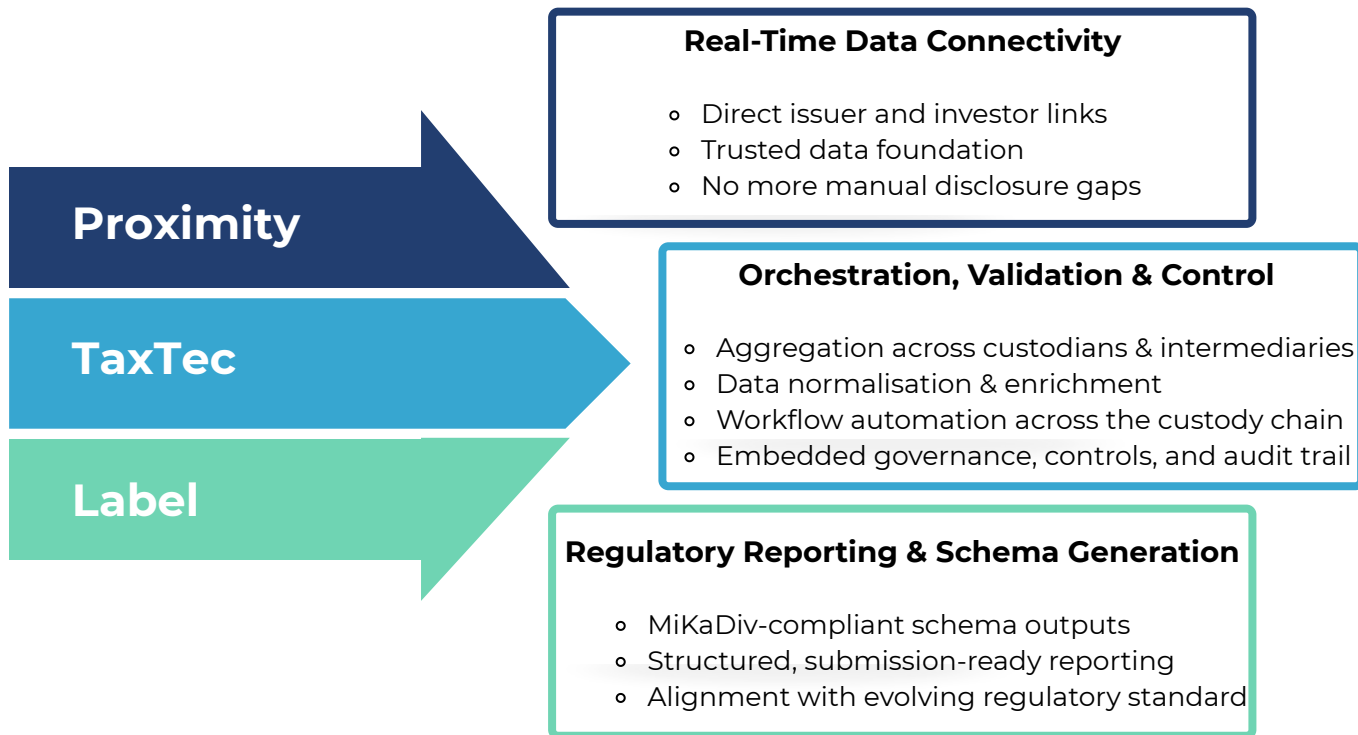 Proximity
Real-Time Data Connectivity
Direct issuer and investor links
Trusted data foundation
No more manual disclosure gaps
TaxTec
Orchestration, Validation & Control
Aggregation across custodians & intermediaries
Data normalisation & enrichment
Workflow automation across the custody chain
Embedded governance, controls, and audit trail
Label
Regulatory Reporting & Schema Generation
MiKaDiv-compliant schema outputs
Structured, submission-ready reporting
Alignment with evolving regulatory standard